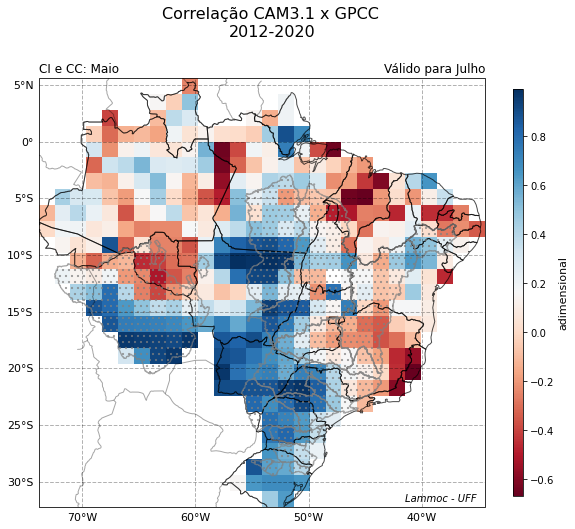 Correlação CAM3.1 x GPCC
2012-2020
CI e CC: Maio
Válido para Julho
5°N
0°
5°S
10°S
15°S
20°S
25°S
30°S
70°W
60°W
50°W
40°W
Lammoc - UFF
0.8
0.6
0.4
0.2
0.0
−0.2
−0.4
−0.6
adimensional